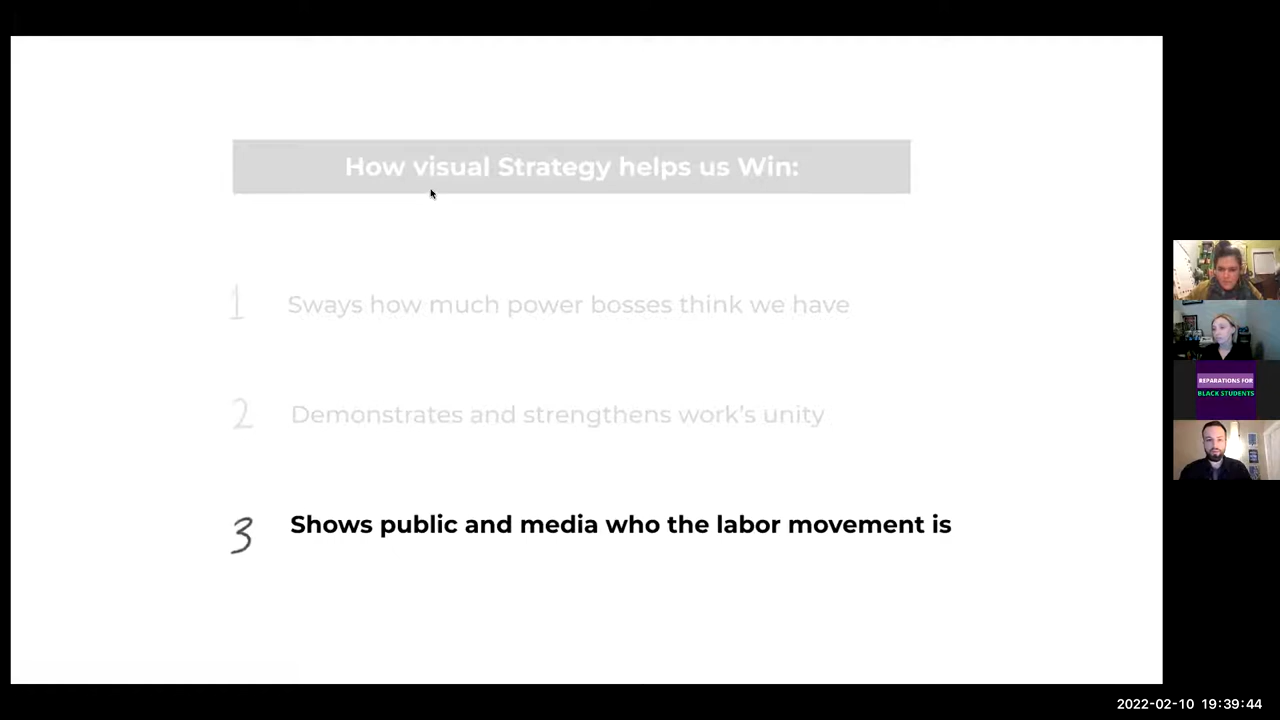 How visual Strategy helps us Win:
1 Sways how much power bosses think we have
2 Demonstrates and strengthens work's unity
3 Shows public and media who the labor movement is
REPARATIONS FOR
BLACK STUDENTS
2022-02-10 19:39:44